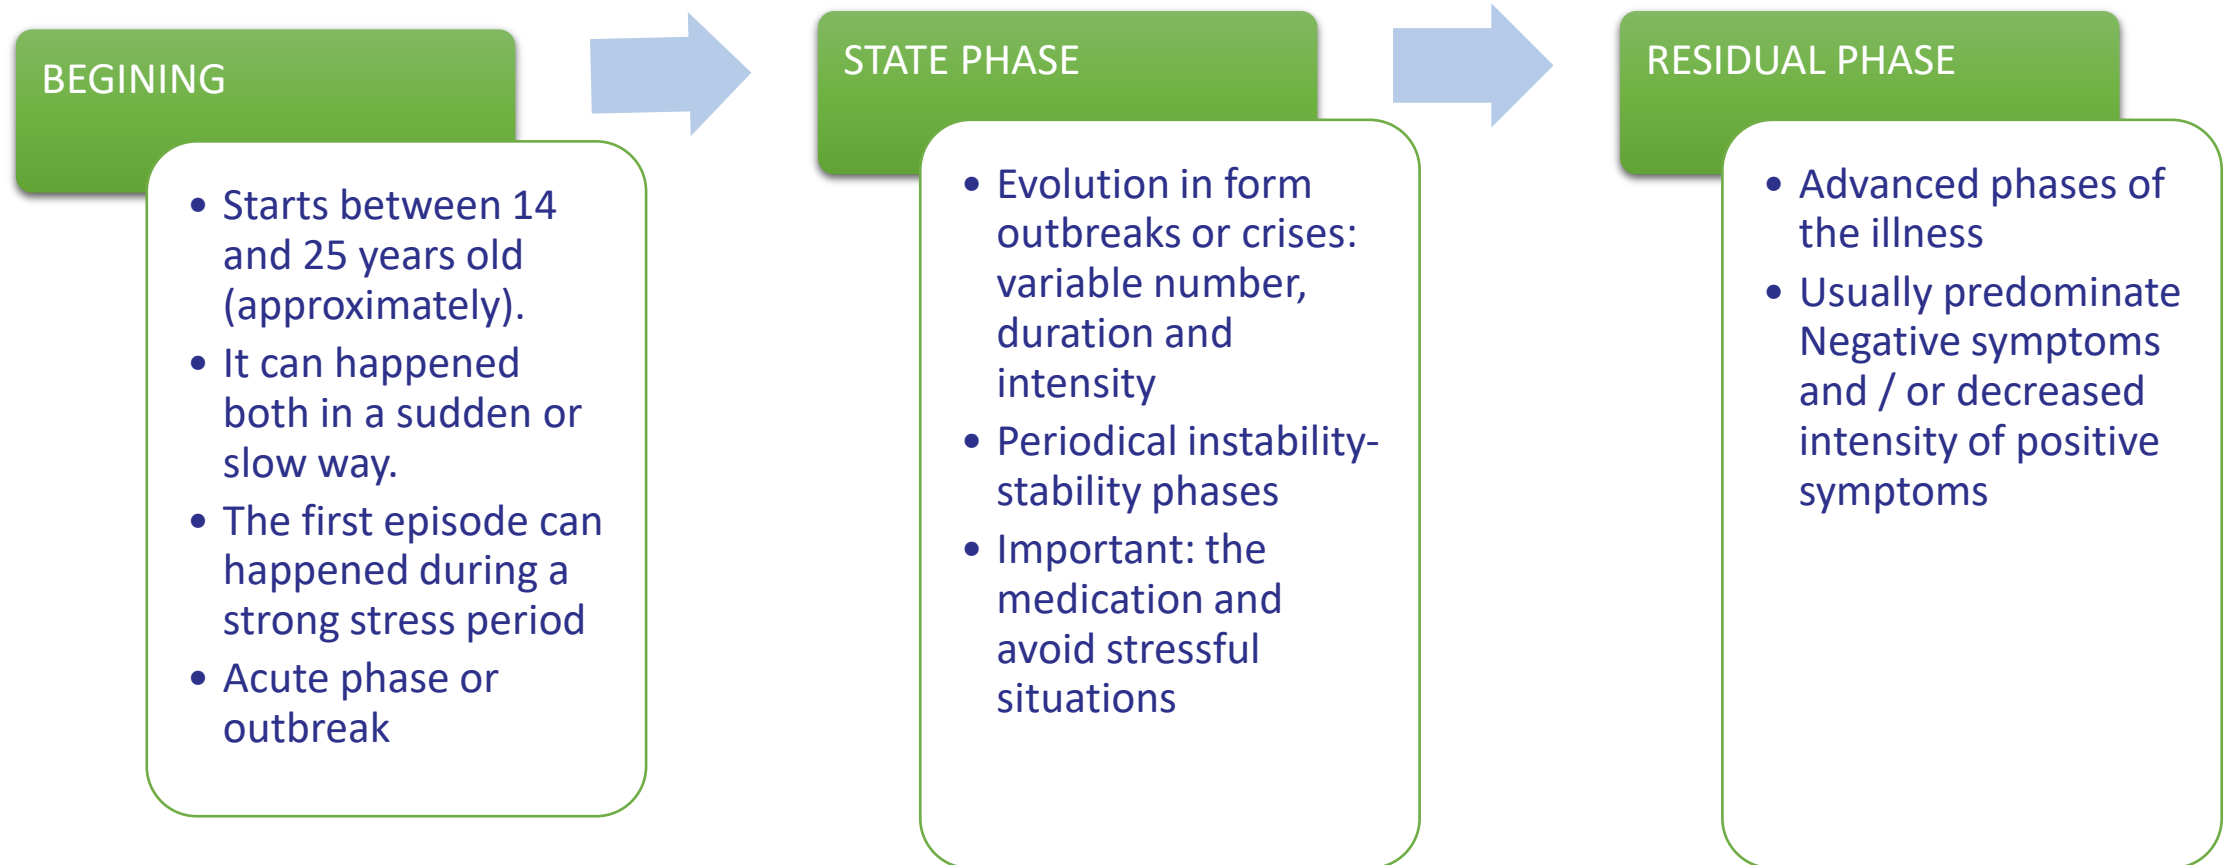 BEGINING
• Starts between 14
and 25 years old
(approximately).
• It can happened
both in a sudden or
slow way.
• The first episode can
happened during a
strong stress period
• Acute phase or
outbreak
STATE PHASE
• Evolution in form
outbreaks or crises:
variable number,
duration and
intensity
• Periodical instability-
stability phases
• Important: the
medication and
avoid stressful
situations
RESIDUAL PHASE
• Advanced phases of
the illness
• Usually predominate
Negative symptoms
and / or decreased
intensity of positive
symptoms